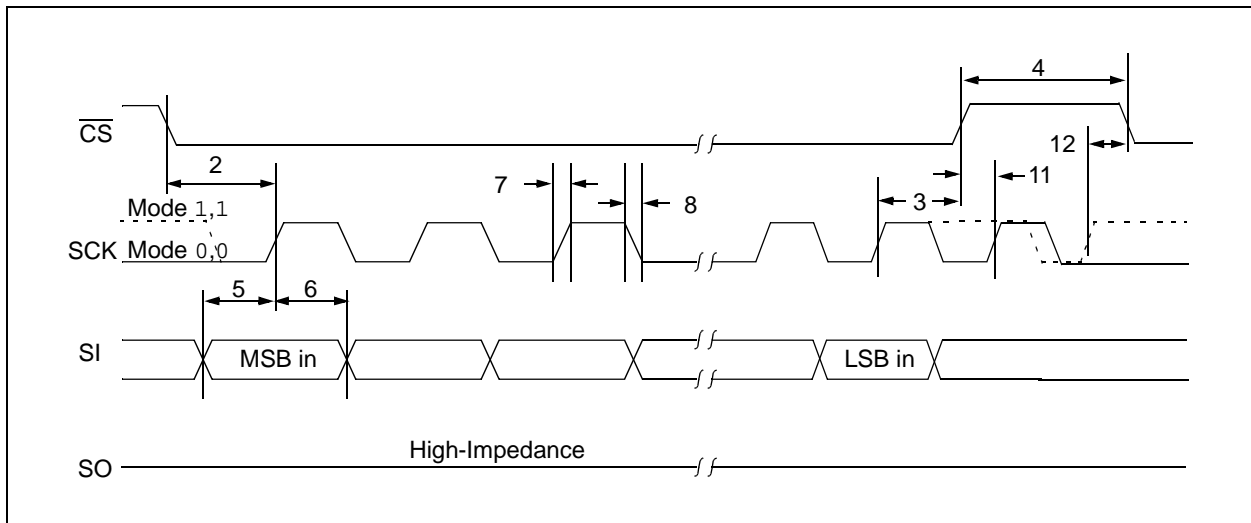 4
CS
12
2
7
11
8
3
Mode 1,1
SCK Mode 0,0
5 6
SI MSB in LSB in
High-Impedance
SO